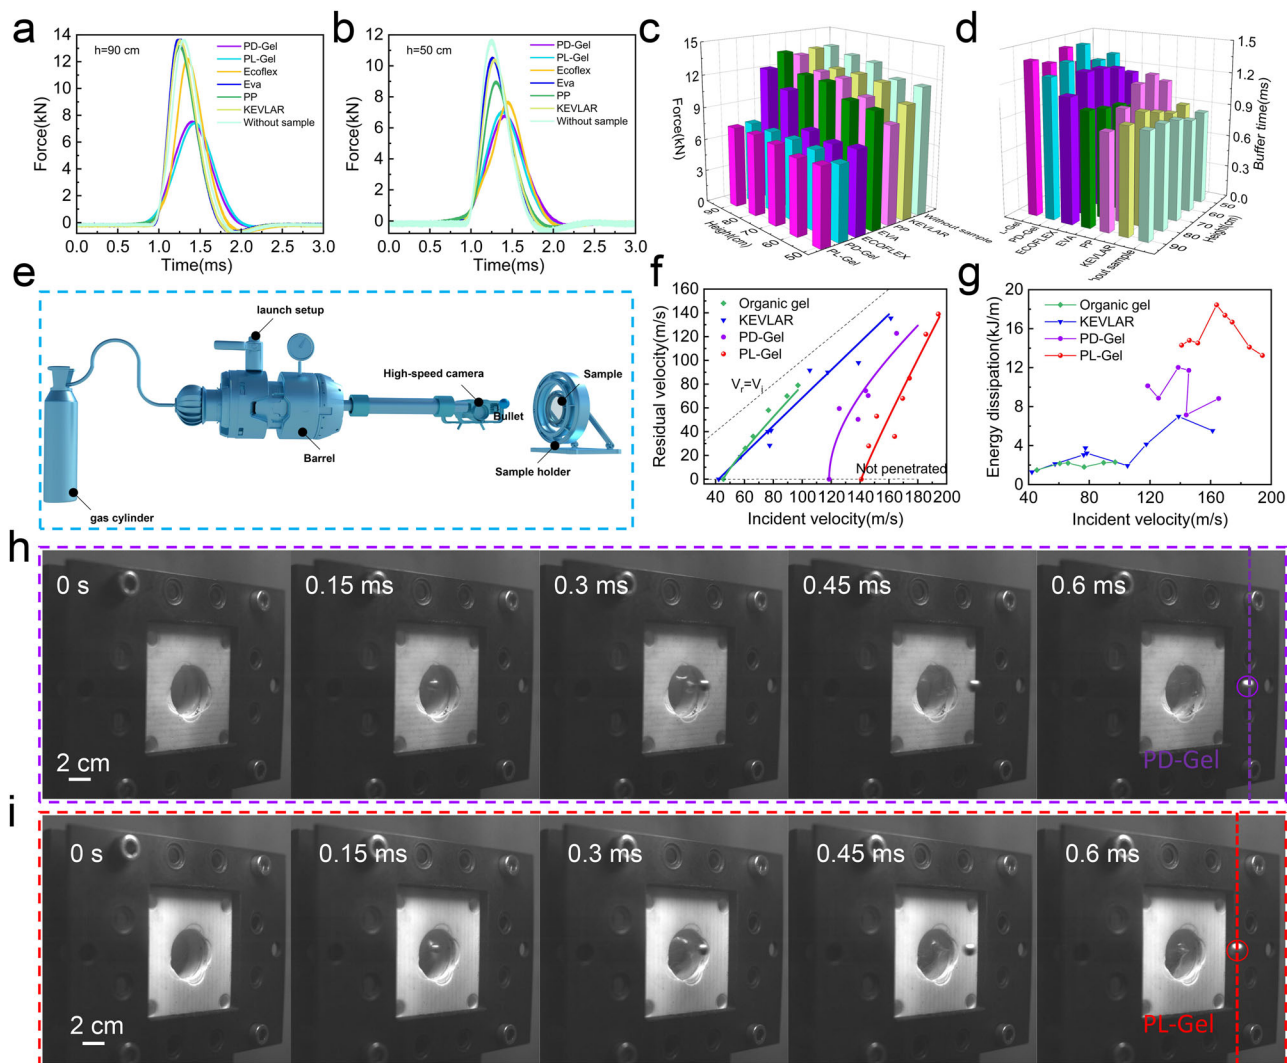 a
h=90 cm
PD-Gel
PL-Gel
Ecoflex
Eva
PP
KEVLAR
Without sample
Force(kN)
14
12
10
8
6
4
2
0
0.0 0.5 1.0 1.5 2.0 2.5 3.0
Time(ms)
b
h=50 cm
PD-Gel
PL-Gel
Ecoflex
Eva
PP
KEVLAR
Without sample
Force(kN)
12
10
8
6
4
2
0
0.0 0.5 1.0 1.5 2.0 2.5 3.0
Time(ms)
c
Force(kN)
15
12
9
6
3
0
90 80 70 60 50
Height(cm)
PL-Gel
PD-Gel
ECOFLEX
EVA
PP
KEVLAR
Without sample
d
1.5
1.2
0.9
0.6
0.3
0.0
Buffer time(ms)
50
60
70
80
90
Height(cm)
-Gel
PD-Gel
ECOFLEX
EVA
PP
KEVLAR
out sample
e
launch setup
High-speed camera
Sample
Bullet
Barrel
Sample holder
gas cylinder
f
Organic gel
KEVLAR
PD-Gel
PL-Gel
Vr=Vi
Not penetrated
Residual velocity(m/s)
160
140
120
100
80
60
40
20
0
40 60 80 100 120 140 160 180 200
Incident velocity(m/s)
g
Organic gel
KEVLAR
PD-Gel
PL-Gel
Energy dissipation(kJ/m)
20
16
12
8
4
0
40 80 120 160 200
Incident velocity(m/s)
h
0 s
0.15 ms
0.3 ms
0.45 ms
0.6 ms
2 cm
PD-Gel
i
0 s
0.15 ms
0.3 ms
0.45 ms
0.6 ms
2 cm
PL-Gel